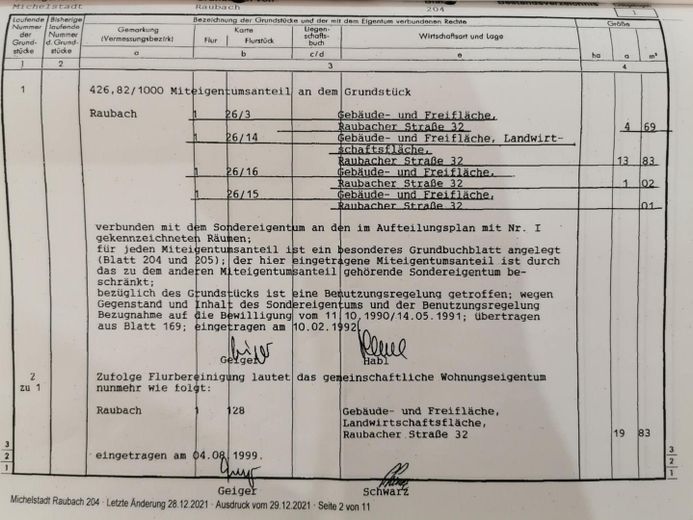 Michelstadt Raubach 204 Bestandsverzeichnis 1
Laufende Nummer der Grundstücke
Bisherige laufende Nummer d. Grundstücke
Bezeichnung der Grundstücke und der mit dem Eigentum verbundenen Rechte
Größe
Gemarkung (Vermessungsbezirk) Karte Flur Flurstück Liegenschaftsbuch Wirtschaftsart und Lage ha a m²
a b c/d e
1 2 3 4
1 426,82/1000 Miteigentumsanteil an dem Grundstück
Raubach 1 26/3 Gebäude- und Freifläche,
Raubacher Straße 32 4 69
1 26/14 Gebäude- und Freifläche, Landwirt-
schaftsfläche,
Raubacher Straße 32 13 83
1 26/16 Gebäude- und Freifläche,
Raubacher Straße 32 1 02
1 26/15 Gebäude- und Freifläche,
Raubacher Straße 32 01
verbunden mit dem Sondereigentum an den im Aufteilungsplan mit Nr. I
gekennzeichneten Räumen;
für jeden Miteigentumsanteil ist ein besonderes Grundbuchblatt angelegt
(Blatt 204 und 205); der hier eingetragene Miteigentumsanteil ist durch
das zu dem anderen Miteigentumsanteil gehörende Sondereigentum be-
schränkt;
bezüglich des Grundstücks ist eine Benutzungsregelung getroffen; wegen
Gegenstand und Inhalt des Sondereigentums und der Benutzungsregelung
Bezugnahme auf die Bewilligung vom 11.10.1990/14.05.1991; übertragen
aus Blatt 169; eingetragen am 10.02.1992.
Geiger Habl
2 zu 1 Zufolge Flurbereinigung lautet das gemeinschaftliche Wohnungseigentum
nunmehr wie folgt:
Raubach 1 128 Gebäude- und Freifläche,
Landwirtschaftsfläche,
Raubacher Straße 32 19 83
eingetragen am 04.08.1999.
Geiger Schwarz
3 3
2 2
1 1
Michelstadt Raubach 204 · Letzte Änderung 28.12.2021 · Ausdruck vom 29.12.2021 · Seite 2 von 11